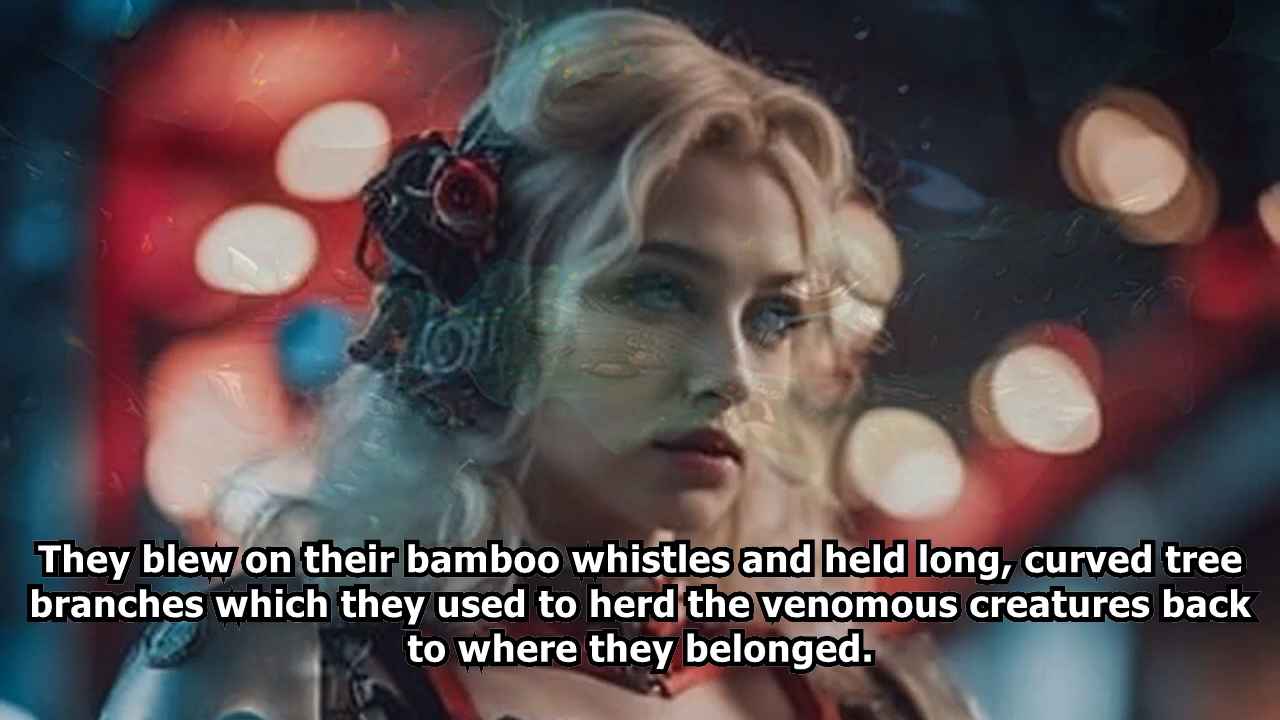 They blew on their bamboo whistles and held long, curved tree
branches which they used to herd the venomous creatures back
to where they belonged.